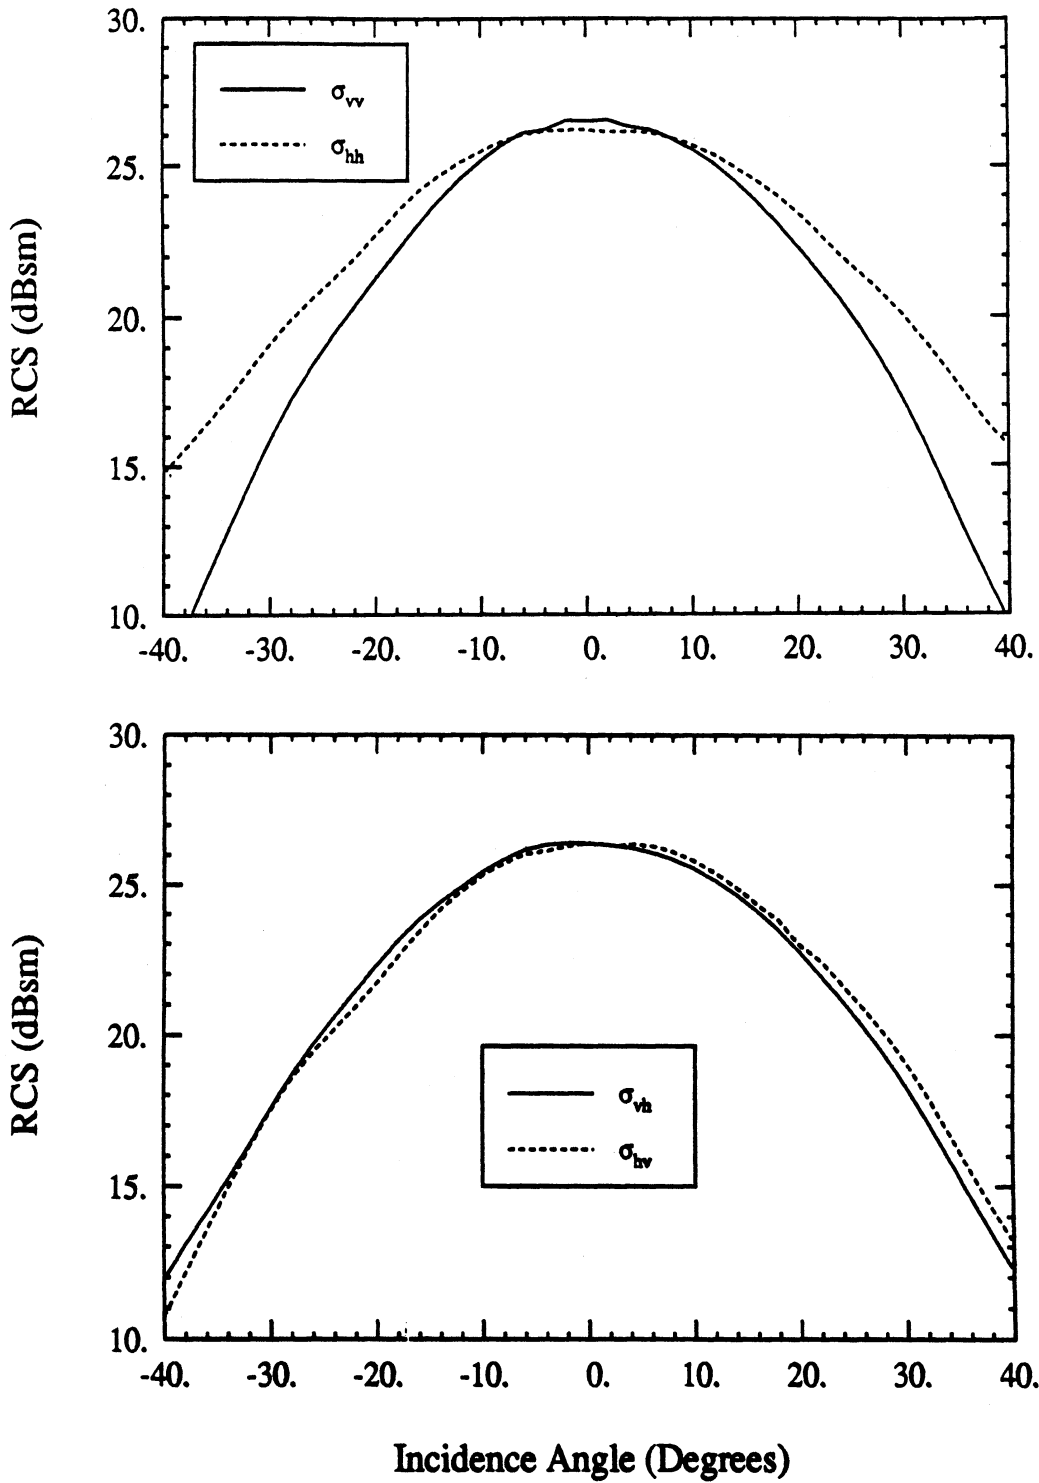 30.
σvv
σhh
25.
20.
15.
10.
RCS (dBsm)
-40. -30. -20. -10. 0. 10. 20. 30. 40.
30.
25.
20.
σvh
σhv
15.
10.
RCS (dBsm)
-40. -30. -20. -10. 0. 10. 20. 30. 40.
Incidence Angle (Degrees)